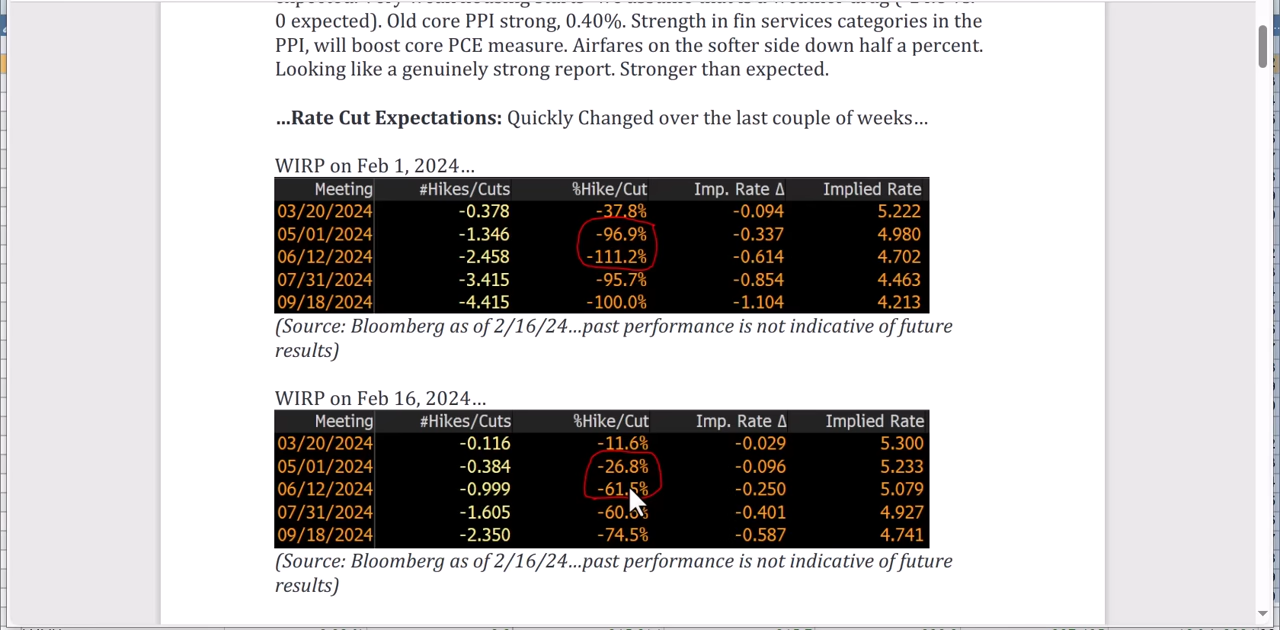 0 expected). Old core PPI strong, 0.40%. Strength in fin services categories in the
PPI, will boost core PCE measure. Airfares on the softer side down half a percent.
Looking like a genuinely strong report. Stronger than expected.
...Rate Cut Expectations: Quickly Changed over the last couple of weeks...
WIRP on Feb 1, 2024...
Meeting #Hikes/Cuts %Hike/Cut Imp. Rate Δ Implied Rate
03/20/2024 -0.378 -37.8% -0.094 5.222
05/01/2024 -1.346 -96.9% -0.337 4.980
06/12/2024 -2.458 -111.2% -0.614 4.702
07/31/2024 -3.415 -95.7% -0.854 4.463
09/18/2024 -4.415 -100.0% -1.104 4.213
(Source: Bloomberg as of 2/16/24...past performance is not indicative of future
results)
WIRP on Feb 16, 2024...
Meeting #Hikes/Cuts %Hike/Cut Imp. Rate Δ Implied Rate
03/20/2024 -0.116 -11.6% -0.029 5.300
05/01/2024 -0.384 -26.8% -0.096 5.233
06/12/2024 -0.999 -61.5% -0.250 5.079
07/31/2024 -1.605 -0.401 4.927
09/18/2024 -2.350 -74.5% -0.587 4.741
(Source: Bloomberg as of 2/16/24...past performance is not indicative of future
results)